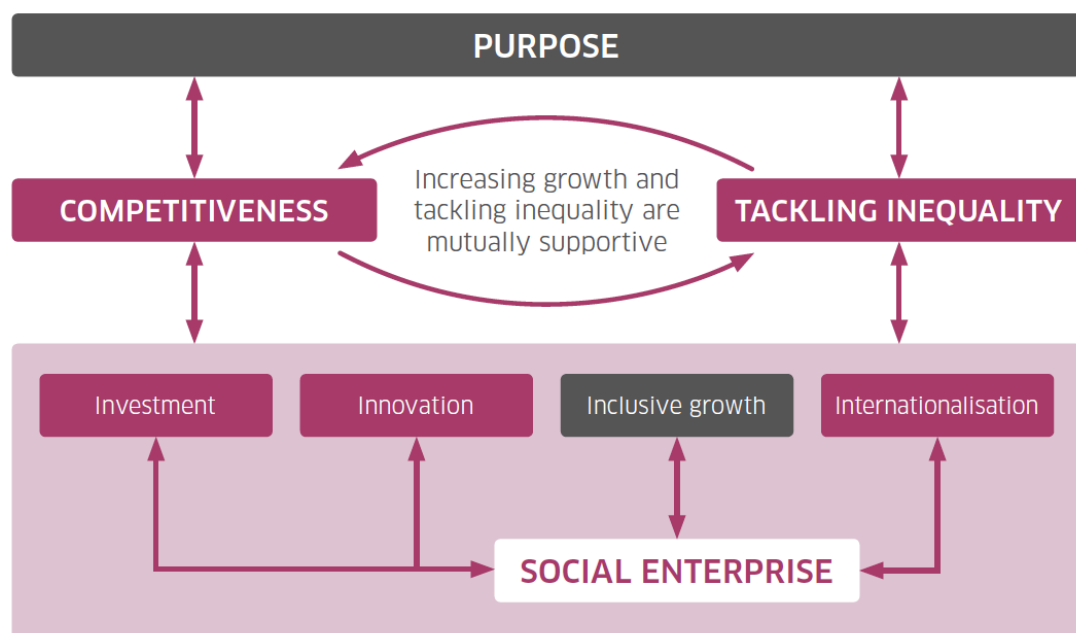 PURPOSE
COMPETITIVENESS
Increasing growth and
tackling inequality are
mutually supportive
TACKLING INEQUALITY
Investment
Innovation
Inclusive growth
Internationalisation
SOCIAL ENTERPRISE